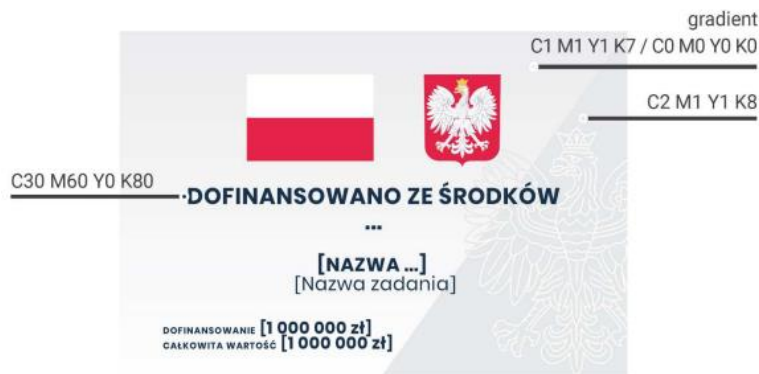 gradient
C1 M1 Y1 K7 / C0 M0 Y0 K0
C2 M1 Y1 K8
C30 M60 Y0 K80
DOFINANSOWANO ZE ŚRODKÓW
...
[NAZWA ...]
[Nazwa zadania]
DOFINANSOWANIE [1 000 000 zł]
CAŁKOWITA WARTOŚĆ [1 000 000 zł]